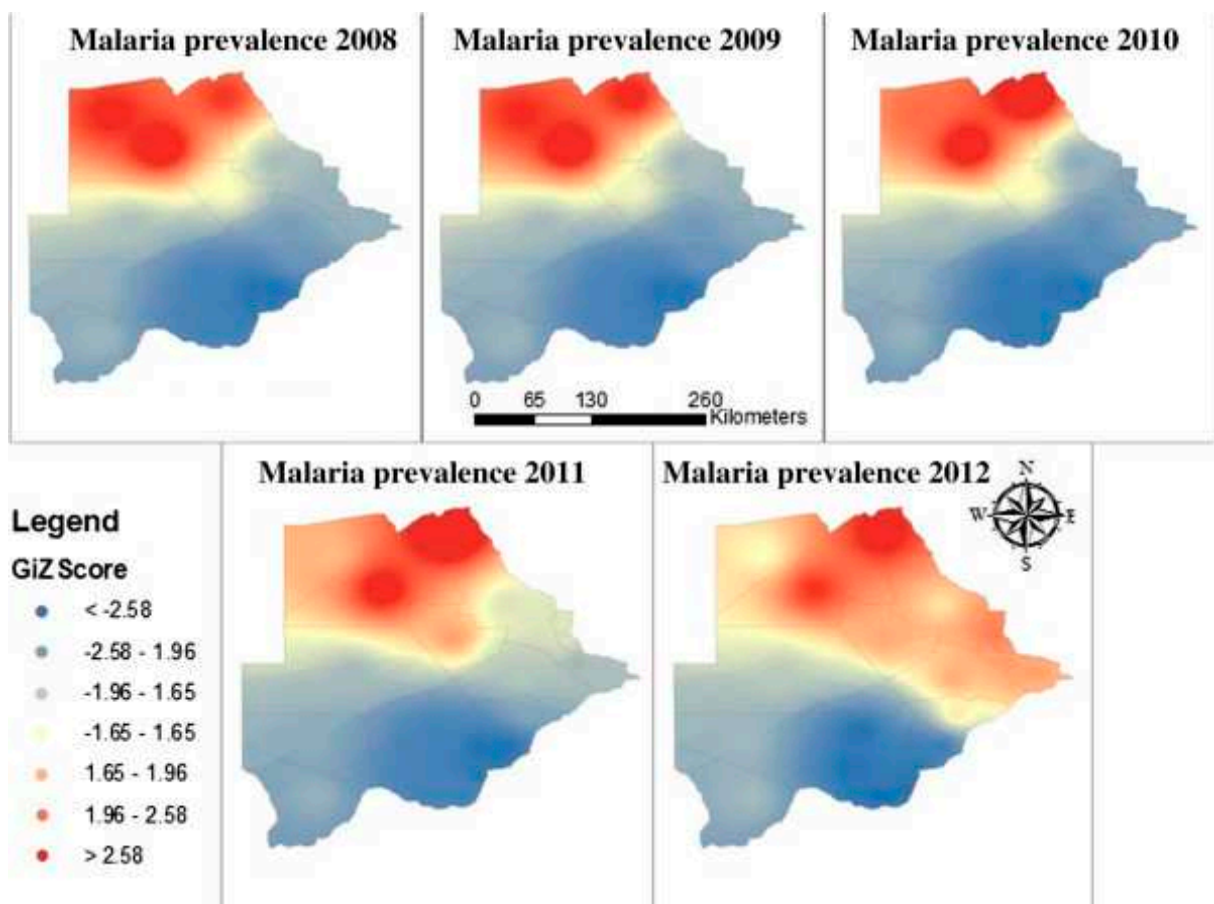 Malaria prevalence 2008
Malaria prevalence 2009
Malaria prevalence 2010
0 65 130 260
Kilometers
Malaria prevalence 2011
Malaria prevalence 2012
N
W E
S
Legend
GiZ Score
< -2.58
-2.58 - 1.96
-1.96 - 1.65
-1.65 - 1.65
1.65 - 1.96
1.96 - 2.58
> 2.58